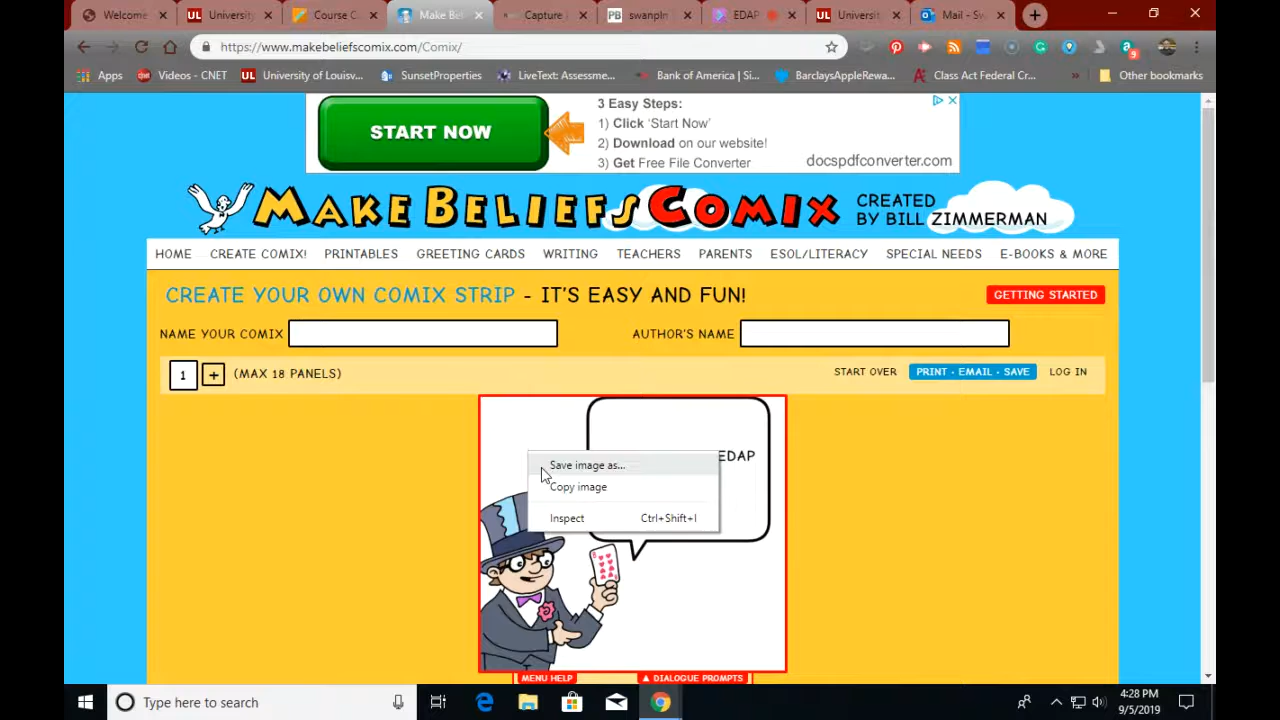 Welcome
University
Course C
Make Bel
Capture
PB swanpln
EDAP
UL Universit
Mail - Sv
https://www.makebeliefscomix.com/Comix/
Apps
Videos - CNET
UL University of Louisv...
SunsetProperties
LiveText: Assessme...
Bank of America | Si...
BarclaysAppleRewa...
Class Act Federal Cr...
»
Other bookmarks
START NOW
3 Easy Steps:
1) Click 'Start Now'
2) Download on our website!
3) Get Free File Converter
docspdfconverter.com
MAKE BELIEFS COMIX
CREATED BY BILL ZIMMERMAN
HOME
CREATE COMIX!
PRINTABLES
GREETING CARDS
WRITING
TEACHERS
PARENTS
ESOL/LITERACY
SPECIAL NEEDS
E-BOOKS & MORE
CREATE YOUR OWN COMIX STRIP - IT'S EASY AND FUN!
GETTING STARTED
NAME YOUR COMIX
AUTHOR'S NAME
1 + (MAX 18 PANELS)
START OVER
PRINT · EMAIL · SAVE
LOG IN
EDAP
Save image as...
Copy image
Inspect Ctrl+Shift+I
MENU HELP
▲ DIALOGUE PROMPTS
Type here to search
4:28 PM
9/5/2019